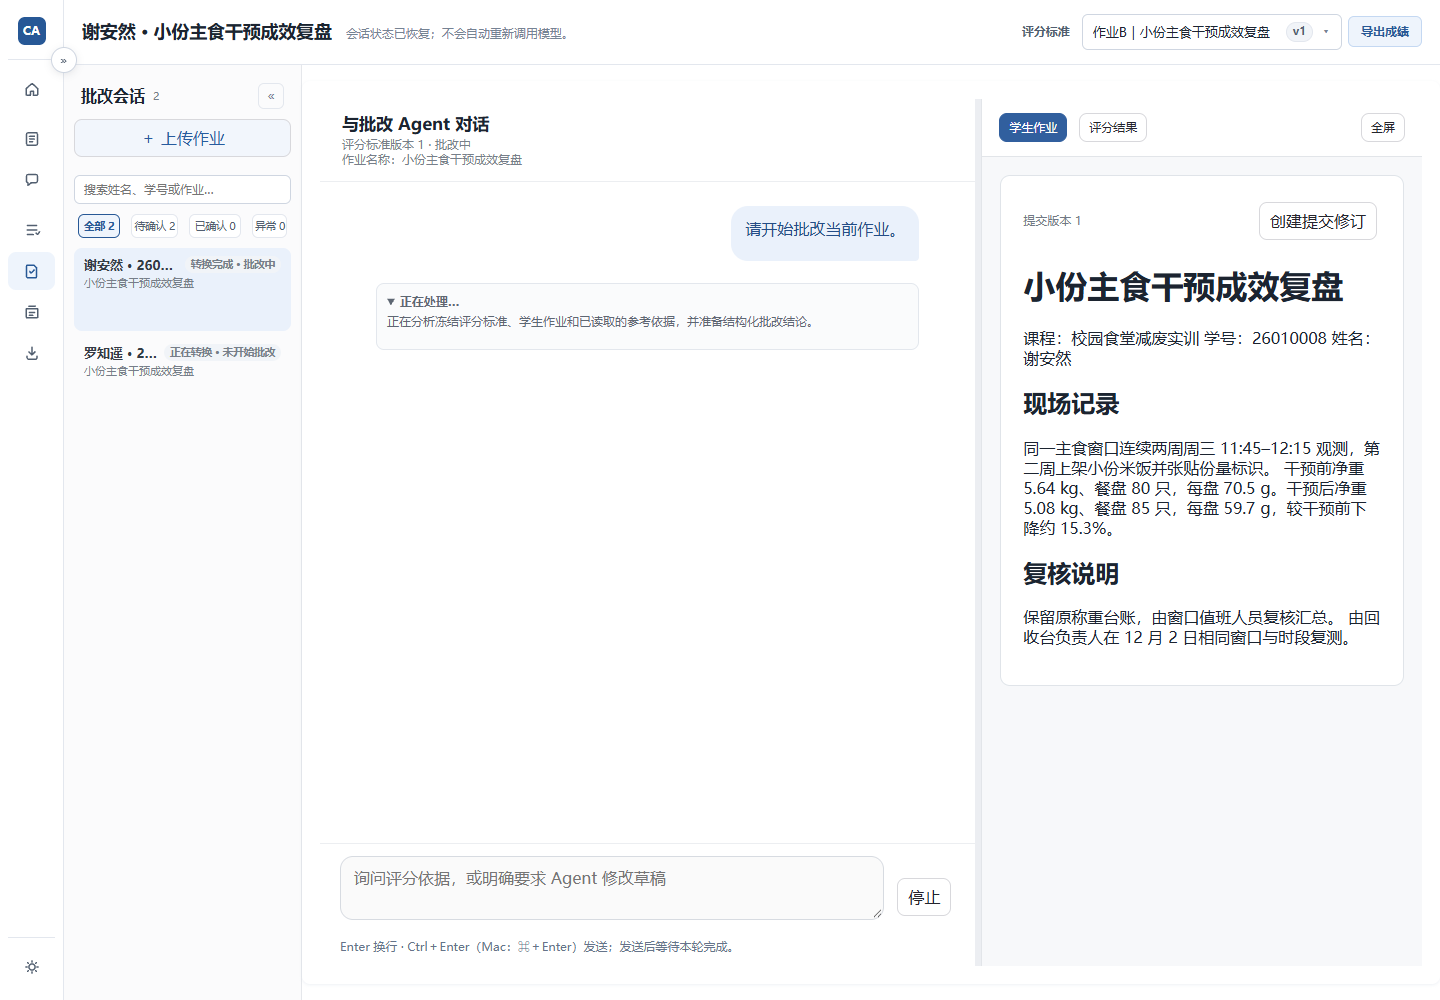 CA
谢安然 • 小份主食干预成效复盘
会话状态已恢复；不会自动重新调用模型。
评分标准
作业B | 小份主食干预成效复盘
v1
导出成绩
»
批改会话 2
«
+ 上传作业
搜索姓名、学号或作业...
全部 2
待确认 2
已确认 0
异常 0
谢安然 • 260...
转换完成 • 批改中
小份主食干预成效复盘
罗知遥 • 2...
正在转换 • 未开始批改
小份主食干预成效复盘
与批改 Agent 对话
评分标准版本 1 · 批改中
作业名称：小份主食干预成效复盘
请开始批改当前作业。
▼ 正在处理...
正在分析冻结评分标准、学生作业和已读取的参考依据，并准备结构化批改结论。
询问评分依据，或明确要求 Agent 修改草稿
停止
Enter 换行 · Ctrl + Enter（Mac：⌘ + Enter）发送；发送后等待本轮完成。
学生作业
评分结果
全屏
提交版本 1
创建提交修订
小份主食干预成效复盘
课程：校园食堂减废实训 学号：26010008 姓名：
谢安然
现场记录
同一主食窗口连续两周周三 11:45–12:15 观测，第
二周上架小份米饭并张贴份量标识。 干预前净重
5.64 kg、餐盘 80 只，每盘 70.5 g。干预后净重
5.08 kg、餐盘 85 只，每盘 59.7 g，较干预前下
降约 15.3%。
复核说明
保留原称重台账，由窗口值班人员复核汇总。 由回
收台负责人在 12 月 2 日相同窗口与时段复测。